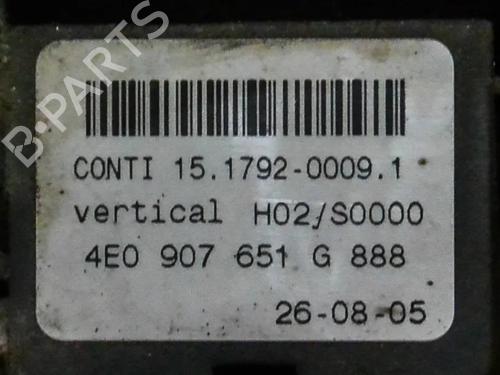 B-PARTS
CONTI 15.1792-0009.1
vertical H02/S0000
4E0 907 651 G 888
26-08-05